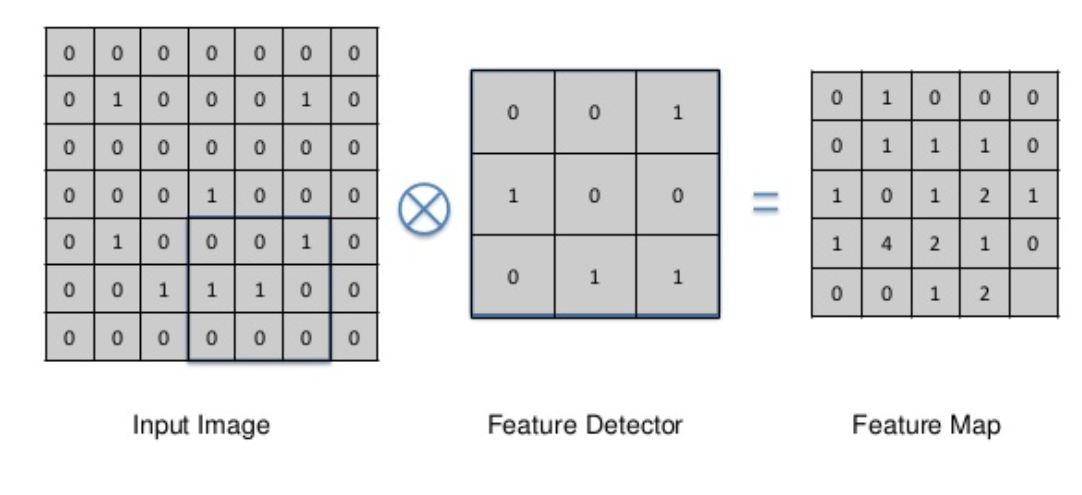 0 0 0 0 0 0 0
0 1 0 0 0 1 0
0 0 0 0 0 0 0
0 0 0 1 0 0 0
0 1 0 0 0 1 0
0 0 1 1 1 0 0
0 0 0 0 0 0 0
Input Image
0 0 1
1 0 0
0 1 1
Feature Detector
=
0 1 0 0 0
0 1 1 1 0
1 0 1 2 1
1 4 2 1 0
0 0 1 2
Feature Map